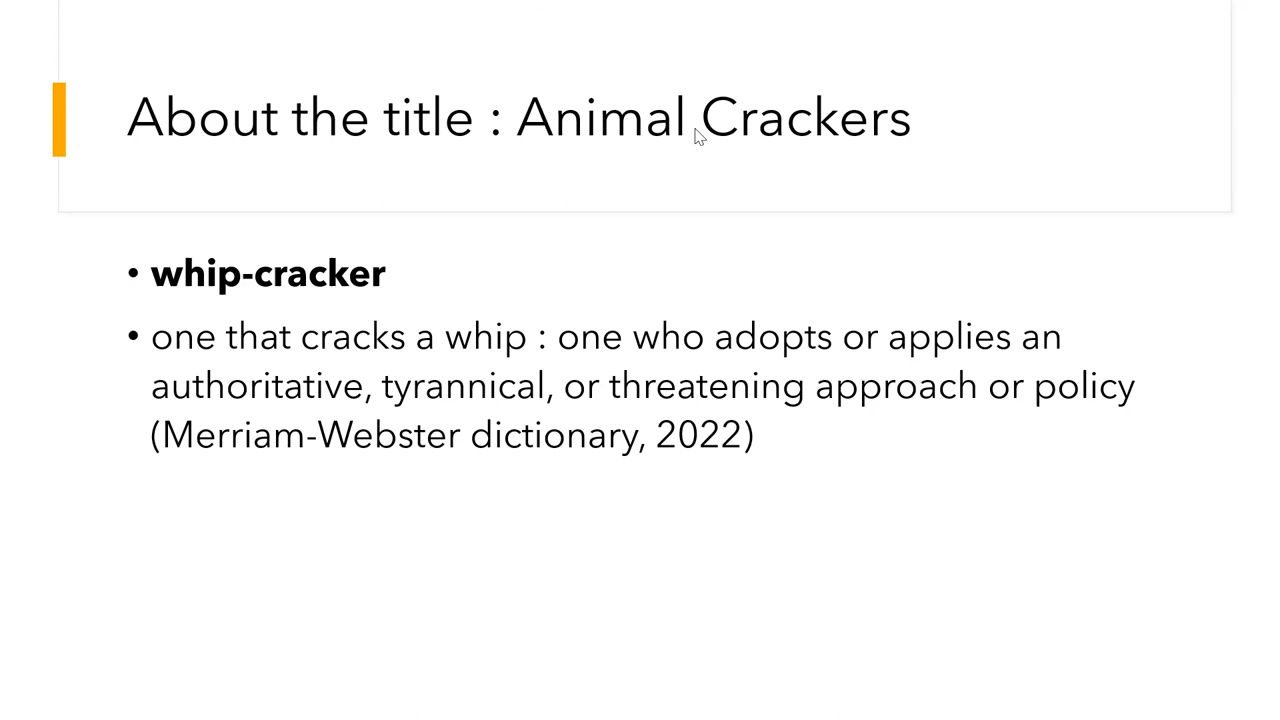 About the title : Animal Crackers
• whip-cracker
• one that cracks a whip : one who adopts or applies an
authoritative, tyrannical, or threatening approach or policy
(Merriam-Webster dictionary, 2022)